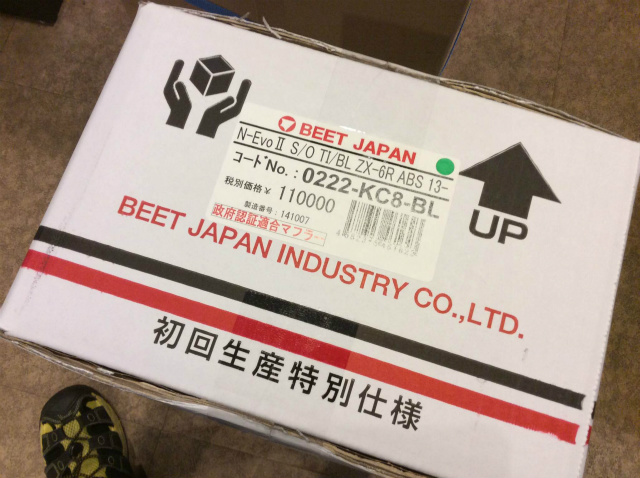 BEET JAPAN
N-EvoⅡ S/O TI/BL ZX-6R ABS 13-
コードNo.：0222-KC8-BL
税別価格￥ 110000
製造番号： 141007
政府認証適合マフラー
UP
BEET JAPAN INDUSTRY CO.,LTD.
初回生産特別仕様